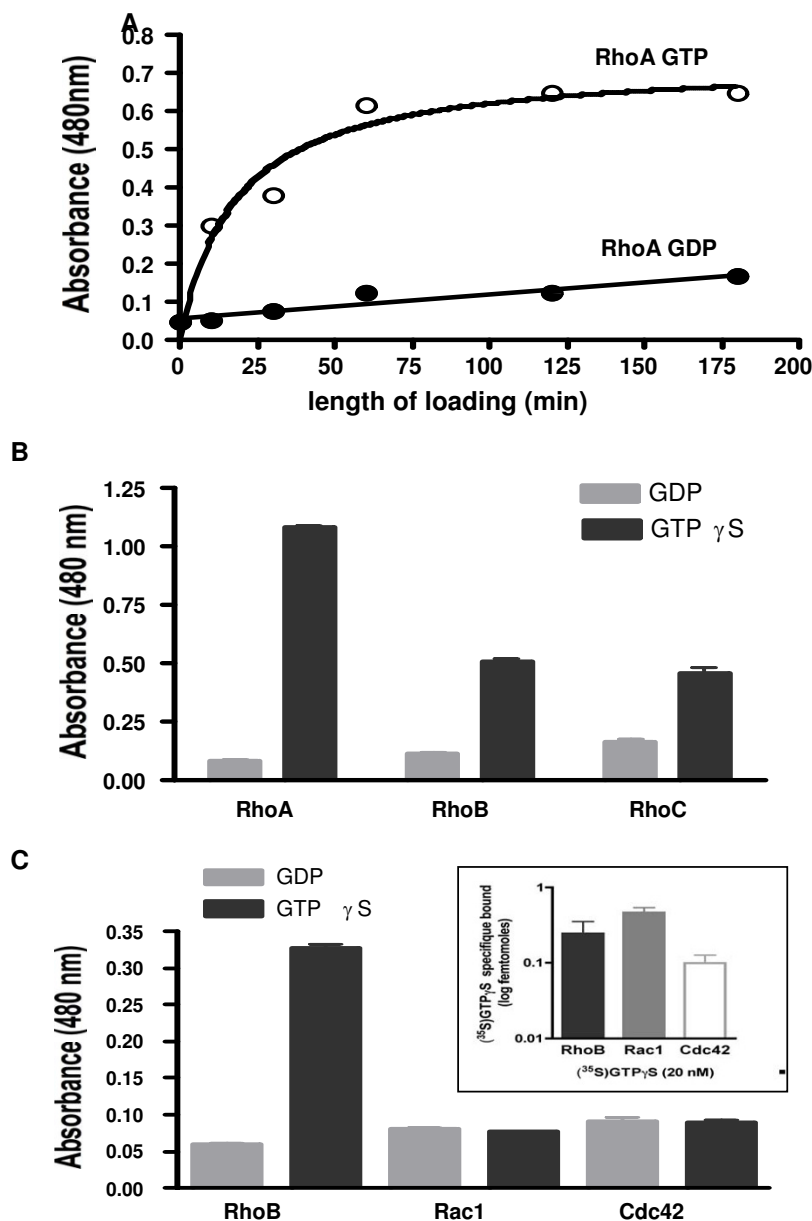 A
Absorbance (480nm)
0.8
0.7
0.6
0.5
0.4
0.3
0.2
0.1
0.0
RhoA GTP
RhoA GDP
0 25 50 75 100 125 150 175 200
length of loading (min)
B
Absorbance (480 nm)
1.25
1.00
0.75
0.50
0.25
0.00
GDP
GTP γS
RhoA RhoB RhoC
C
Absorbance (480 nm)
0.35
0.30
0.25
0.20
0.15
0.10
0.05
0.00
GDP
GTP γS
(³⁵S)GTPγS specifique bound
(log femtomoles)
1
0.1
0.01
RhoB Rac1 Cdc42
(³⁵S)GTPγS (20 nM)
RhoB Rac1 Cdc42